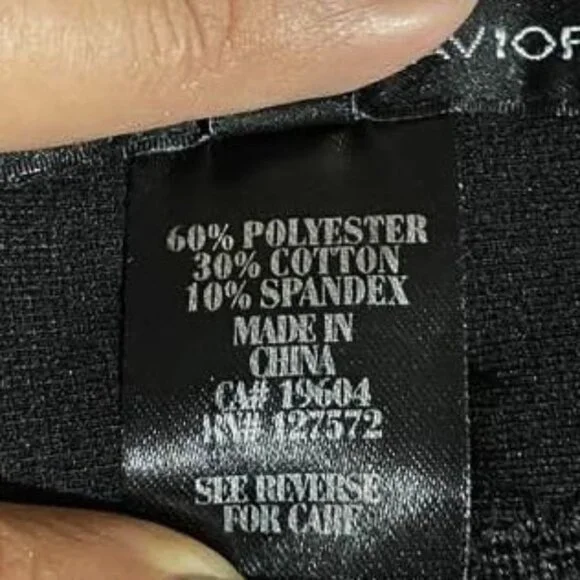 60% POLYESTER
30% COTTON
10% SPANDEX
MADE IN
CHINA
CA# 19604
RN# 127572
SEE REVERSE
FOR CARE